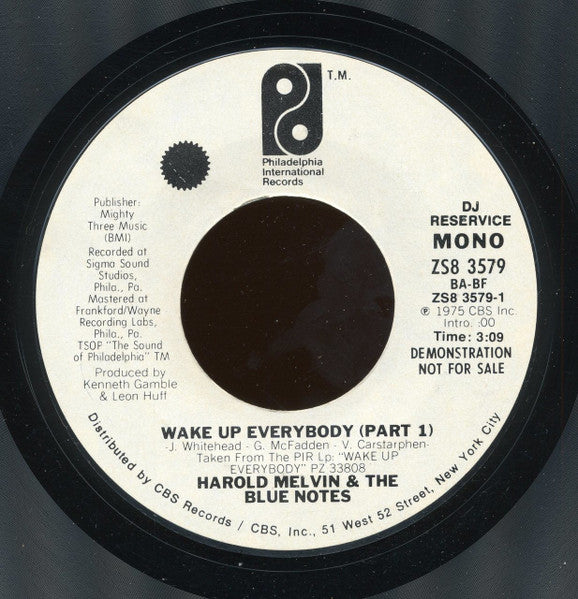 T.M.
Philadelphia
International
Records
Publisher:
Mighty
Three Music
(BMI)
Recorded at
Sigma Sound
Studios,
Phila., Pa.
Mastered at
Frankford/Wayne
Recording Labs,
Phila., Pa.
TSOP "The Sound
of Philadelphia" TM
Produced by
Kenneth Gamble
& Leon Huff
DJ
RESERVICE
MONO
ZS8 3579
BA-BF
ZS8 3579-1
℗ 1975 CBS Inc.
Intro. :00
Time: 3:09
DEMONSTRATION
NOT FOR SALE
WAKE UP EVERYBODY (PART 1)
-J. Whitehead - G. McFadden - V. Carstarphen-
Taken From The PIR Lp: "WAKE UP
EVERYBODY" PZ 33808
HAROLD MELVIN & THE
BLUE NOTES
Distributed by CBS Records / CBS, Inc., 51 West 52 Street, New York City